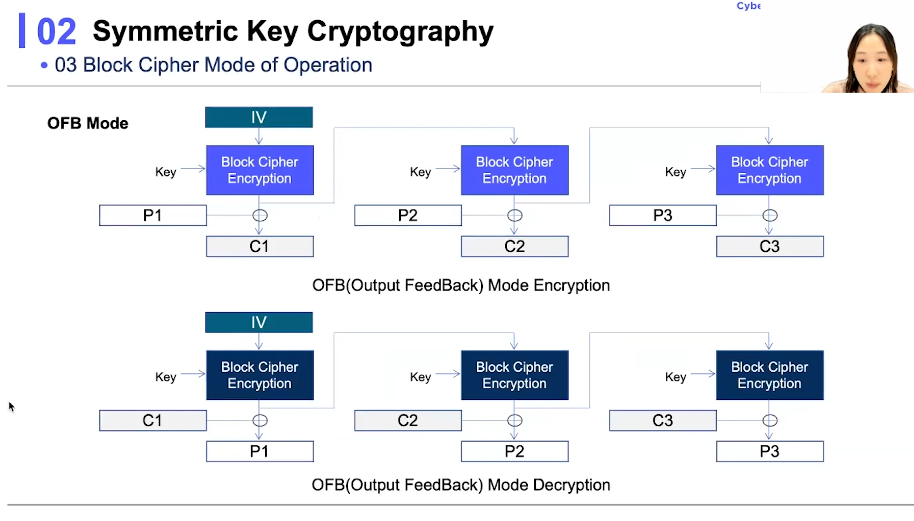 Cybe
02 Symmetric Key Cryptography
• 03 Block Cipher Mode of Operation
OFB Mode
IV
Key
Block Cipher
Encryption
Key
Block Cipher
Encryption
Key
Block Cipher
Encryption
P1
P2
P3
C1
C2
C3
OFB(Output FeedBack) Mode Encryption
IV
Key
Block Cipher
Encryption
Key
Block Cipher
Encryption
Key
Block Cipher
Encryption
C1
C2
C3
P1
P2
P3
OFB(Output FeedBack) Mode Decryption